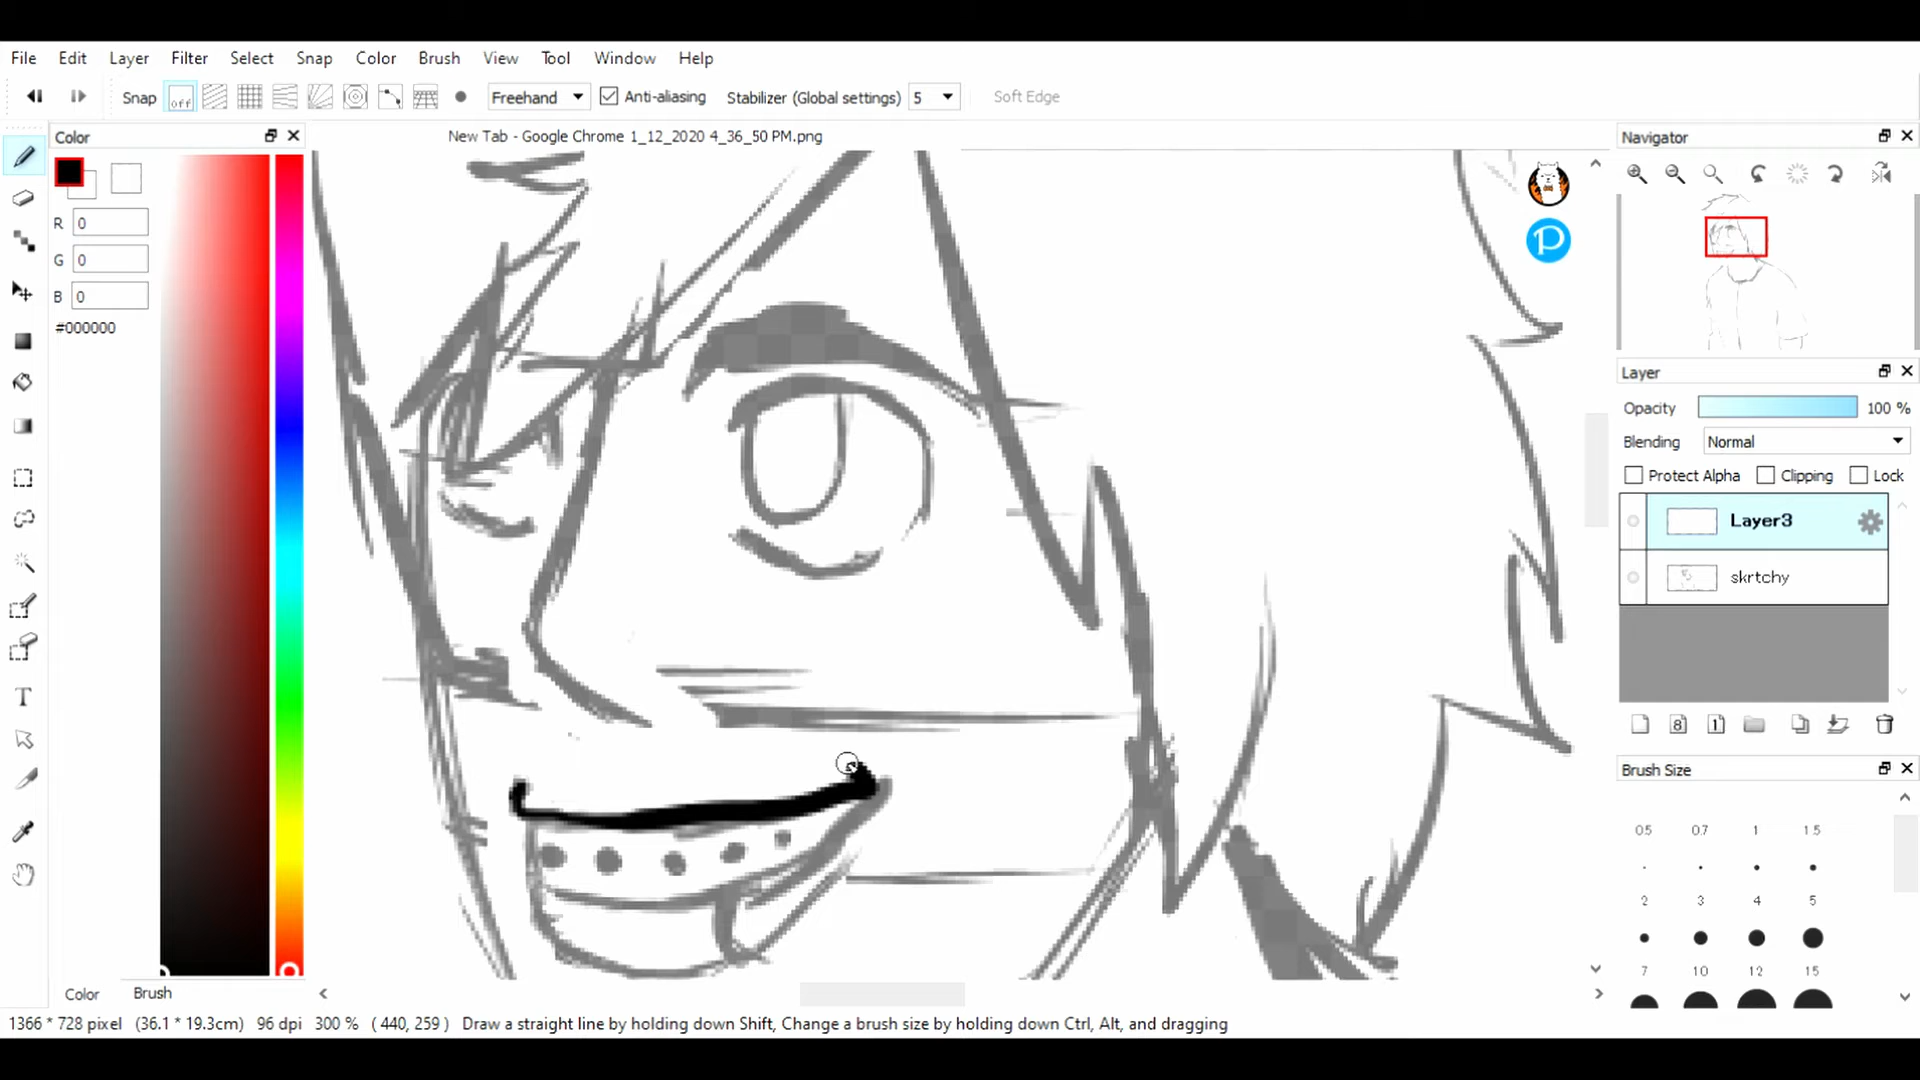 File Edit Layer Filter Select Snap Color Brush View Tool Window Help
Snap off Freehand Anti-aliasing Stabilizer (Global settings) 5 Soft Edge
Color
New Tab - Google Chrome 1_12_2020 4_36_50 PM.png
Navigator
R 0
G 0
B 0
#000000
P
Layer
Opacity 100 %
Blending Normal
Protect Alpha Clipping Lock
Layer3
skrtchy
8 1
T
Brush Size
0.5 0.7 1 1.5
2 3 4 5
7 10 12 15
Color Brush
1366 * 728 pixel (36.1 * 19.3cm) 96 dpi 300 % ( 440, 259 ) Draw a straight line by holding down Shift, Change a brush size by holding down Ctrl, Alt, and dragging